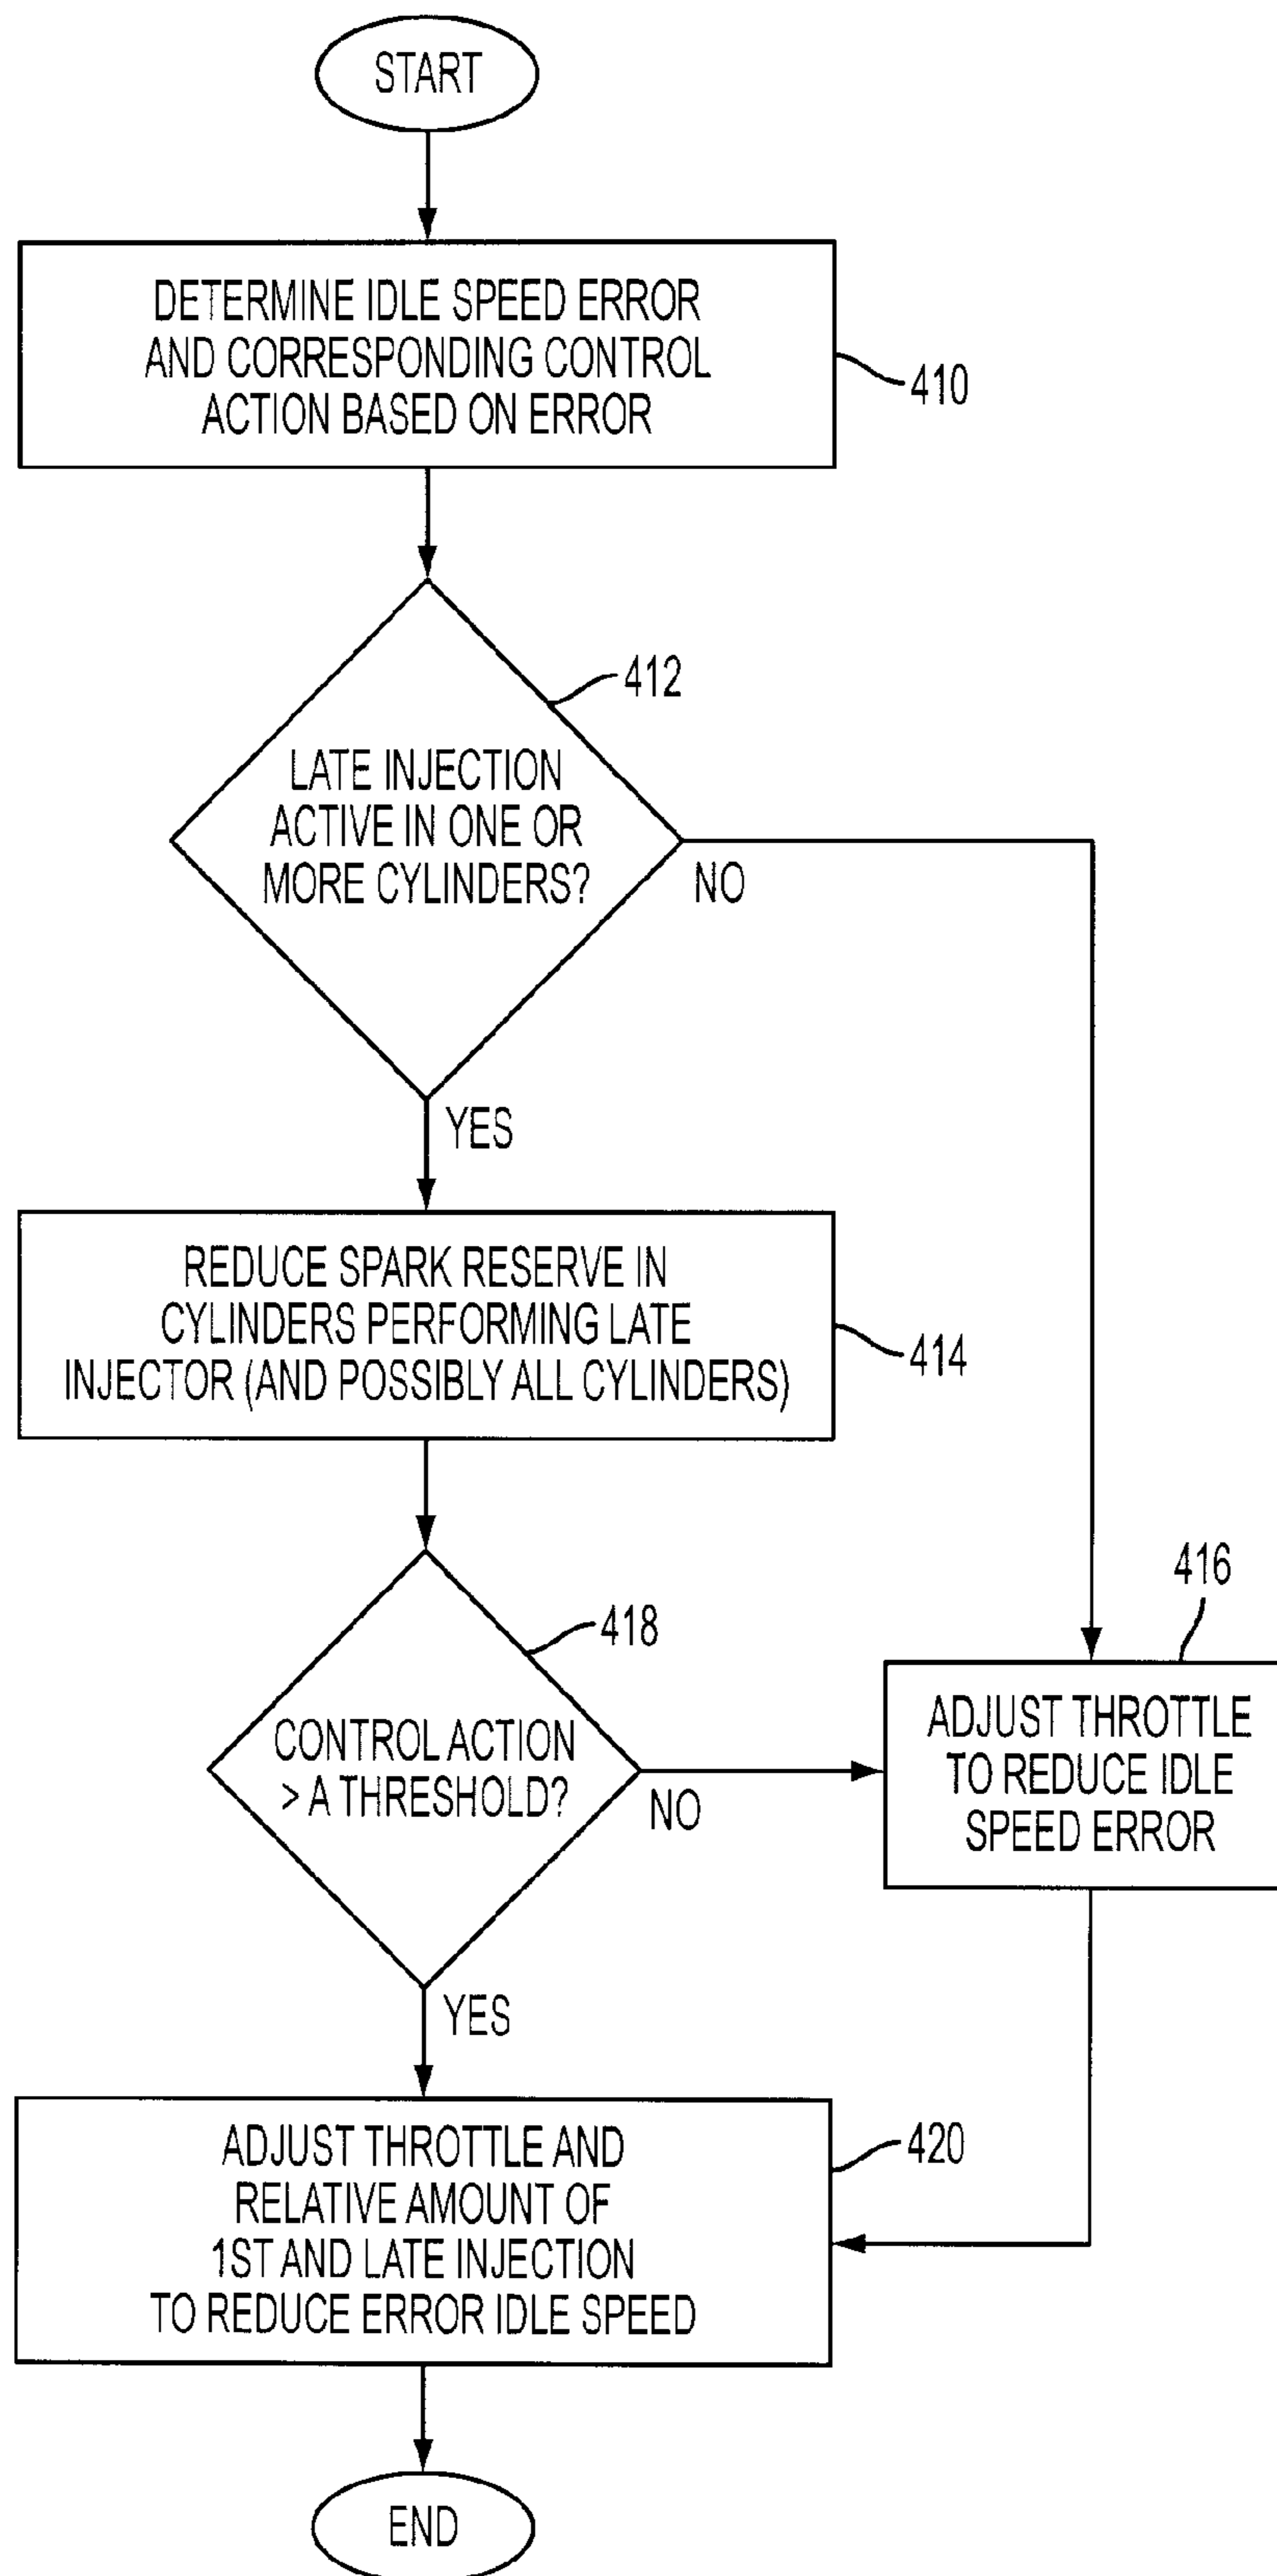 START
DETERMINE IDLE SPEED ERROR
AND CORRESPONDING CONTROL
ACTION BASED ON ERROR
410
412
LATE INJECTION
ACTIVE IN ONE OR
MORE CYLINDERS?
NO
YES
REDUCE SPARK RESERVE IN
CYLINDERS PERFORMING LATE
INJECTOR (AND POSSIBLY ALL CYLINDERS)
414
418
CONTROL ACTION
> A THRESHOLD?
NO
416
ADJUST THROTTLE
TO REDUCE IDLE
SPEED ERROR
YES
ADJUST THROTTLE AND
RELATIVE AMOUNT OF
1ST AND LATE INJECTION
TO REDUCE ERROR IDLE SPEED
420
END